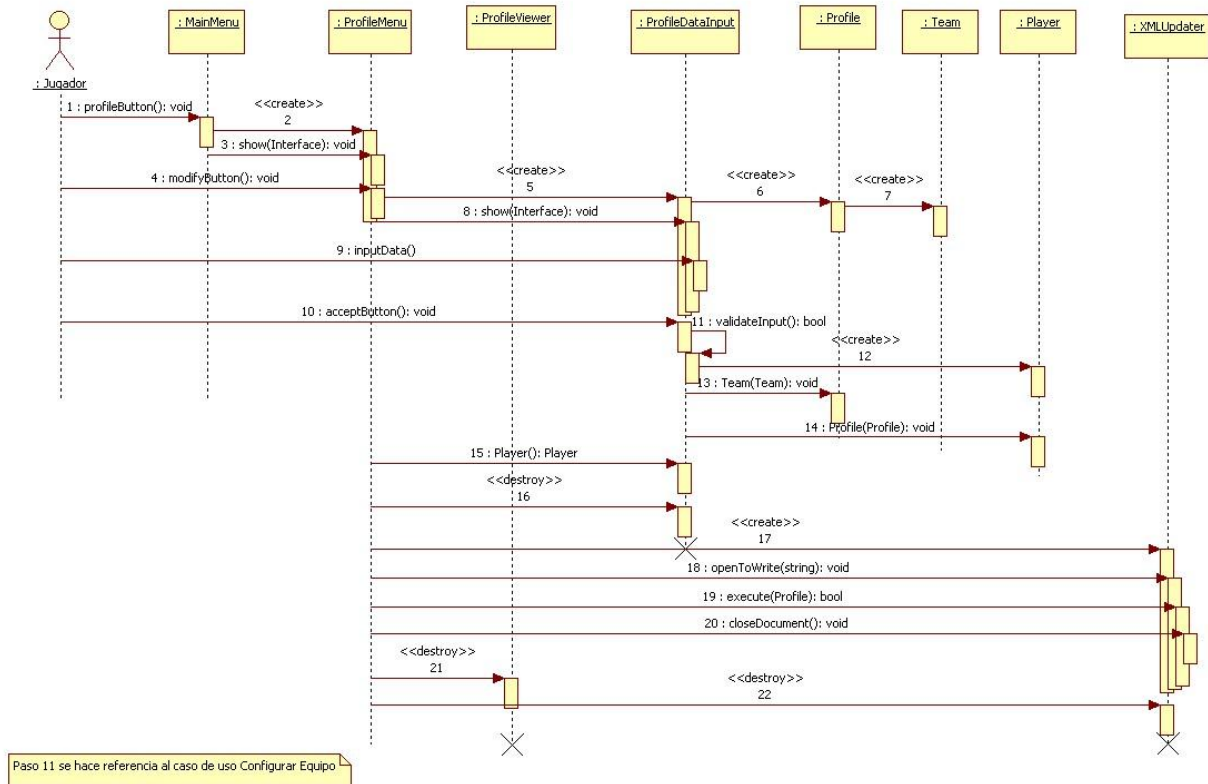 : MainMenu
: ProfileMenu
: ProfileViewer
: ProfileDataInput
: Profile
: Team
: Player
: XMLUpdater
: Jugador
1 : profileButton(): void
<<create>>
2
3 : show(Interface): void
4 : modifyButton(): void
<<create>>
5
<<create>>
6
<<create>>
7
8 : show(Interface): void
9 : inputData()
10 : acceptButton(): void
11 : validateInput(): bool
<<create>>
12
13 : Team(Team): void
14 : Profile(Profile): void
15 : Player(): Player
<<destroy>>
16
<<create>>
17
18 : openToWrite(string): void
19 : execute(Profile): bool
20 : closeDocument(): void
<<destroy>>
21
<<destroy>>
22
Paso 11 se hace referencia al caso de uso Configurar Equipo